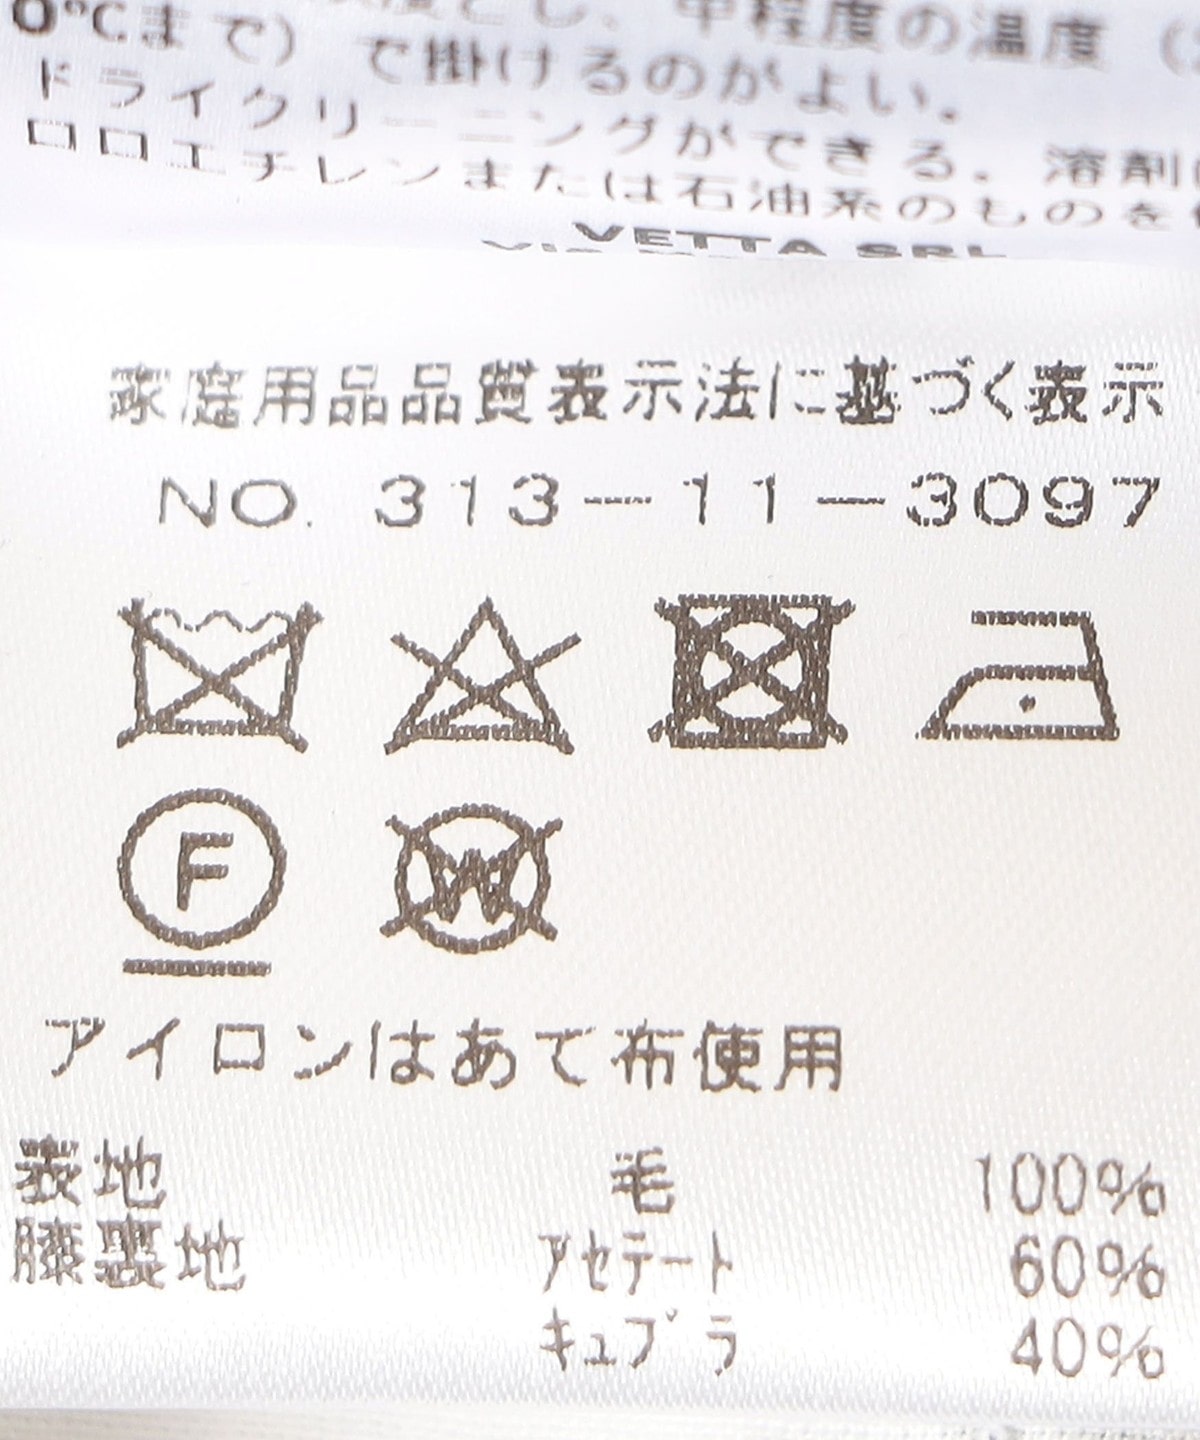 0℃まで）で掛けるのがよい。
ドライクリーニングができる。溶剤
ロロエチレンまたは石油系のものを
VETTA SRL
家庭用品品質表示法に基づく表示
NO. 313-11-3097
F
W
アイロンはあて布使用
表地 毛 100%
膝裏地 アセテート 60%
キュプラ 40%